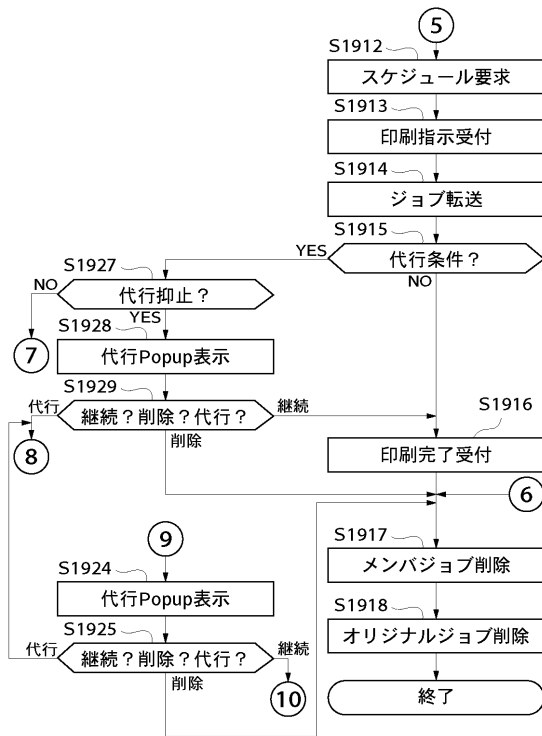 5
S1912
スケジュール要求
S1913
印刷指示受付
S1914
ジョブ転送
S1915
代行条件？
YES
NO
S1927
代行抑止？
NO
YES
7
S1928
代行Popup表示
S1929
継続？削除？代行？
代行
継続
削除
8
S1916
印刷完了受付
6
9
S1924
代行Popup表示
S1925
継続？削除？代行？
代行
継続
削除
10
S1917
メンバジョブ削除
S1918
オリジナルジョブ削除
終了